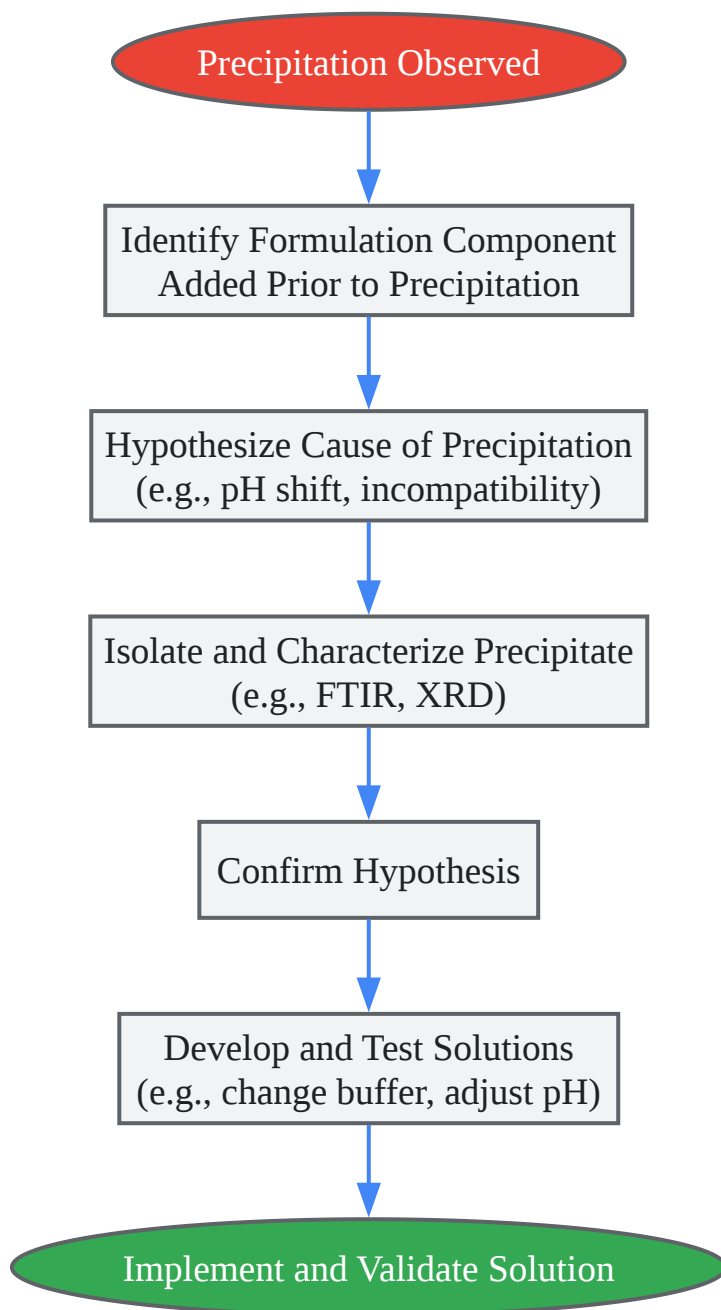 Precipitation Observed
Identify Formulation Component
Added Prior to Precipitation
Hypothesize Cause of Precipitation
(e.g., pH shift, incompatibility)
Isolate and Characterize Precipitate
(e.g., FTIR, XRD)
Confirm Hypothesis
Develop and Test Solutions
(e.g., change buffer, adjust pH)
Implement and Validate Solution